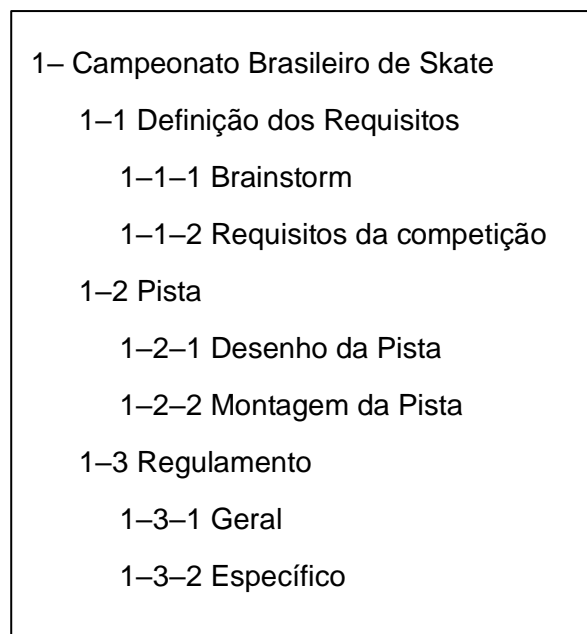 1– Campeonato Brasileiro de Skate
1–1 Definição dos Requisitos
1–1–1 Brainstorm
1–1–2 Requisitos da competição
1–2 Pista
1–2–1 Desenho da Pista
1–2–2 Montagem da Pista
1–3 Regulamento
1–3–1 Geral
1–3–2 Específico